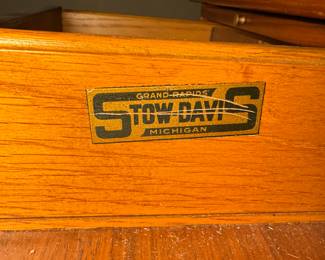 GRAND RAPIDS
STOW DAVIS
MICHIGAN